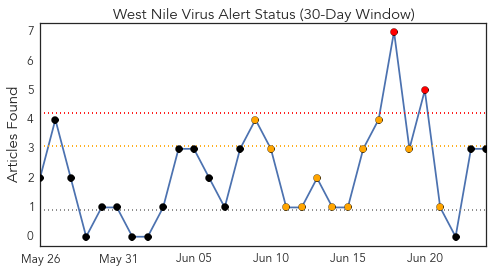 West Nile Virus Alert Status (30-Day Window)
Articles Found
7
6
5
4
3
2
1
0
May 26 May 31 Jun 05 Jun 10 Jun 15 Jun 20